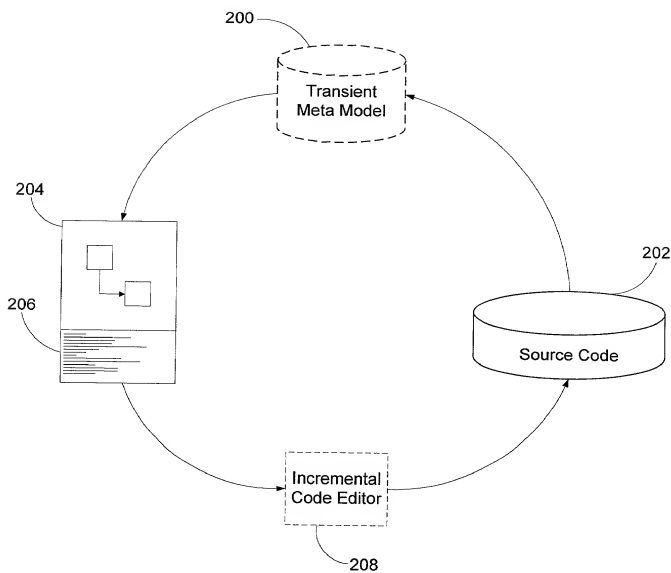 200
Transient
Meta Model
204
202
206
Source Code
Incremental
Code Editor
208